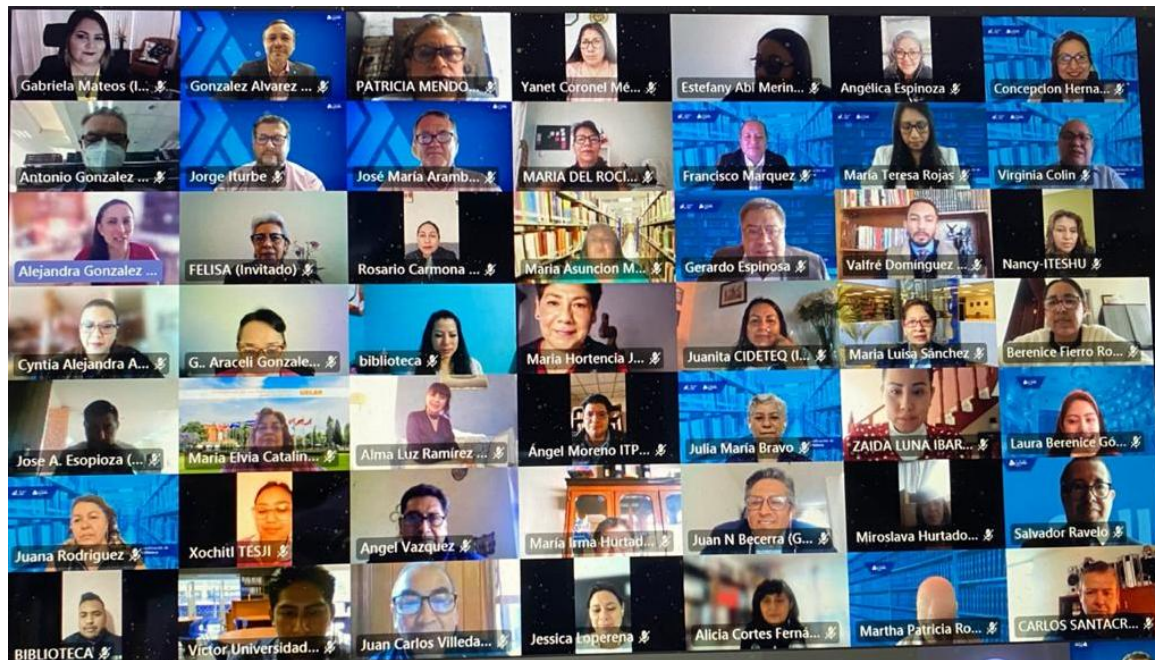 Gabriela Mateos (I...
Gonzalez Alvarez ...
PATRICIA MENDO...
Yanet Coronel Mé...
Estefany Abi Merin...
Angélica Espinoza
Concepcion Herna...
Antonio Gonzalez ...
Jorge Iturbe
José María Aramb...
MARIA DEL ROCI...
Francisco Marquez
María Teresa Rojas
Virginia Colin
Alejandra Gonzalez ...
FELISA (Invitado)
Rosario Carmona ...
Maria Asuncion M...
Gerardo Espinosa
Valfré Domínguez ...
Nancy-ITESHU
Cyntia Alejandra A...
G.. Araceli Gonzale...
biblioteca
Maria Hortencia J...
Juanita CIDETEQ (I...
Maria Luisa Sánchez
Berenice Fierro Ro...
Jose A. Espopioza (...
María Elvia Catalin...
Alma Luz Ramírez ...
Ángel Moreno ITP...
Julia María Bravo
ZAIDA LUNA IBAR...
Laura Berenice Gó...
Juana Rodriguez
Xochitl TESJI
Angel Vazquez
María Irma Hurtad...
Juan N Becerra (G...
Miroslava Hurtado...
Salvador Ravelo
BIBLIOTECA
Victor Universidad...
Juan Carlos Villeda...
Jessica Loperena
Alicia Cortes Ferná...
Martha Patricia Ro...
CARLOS SANTACR...